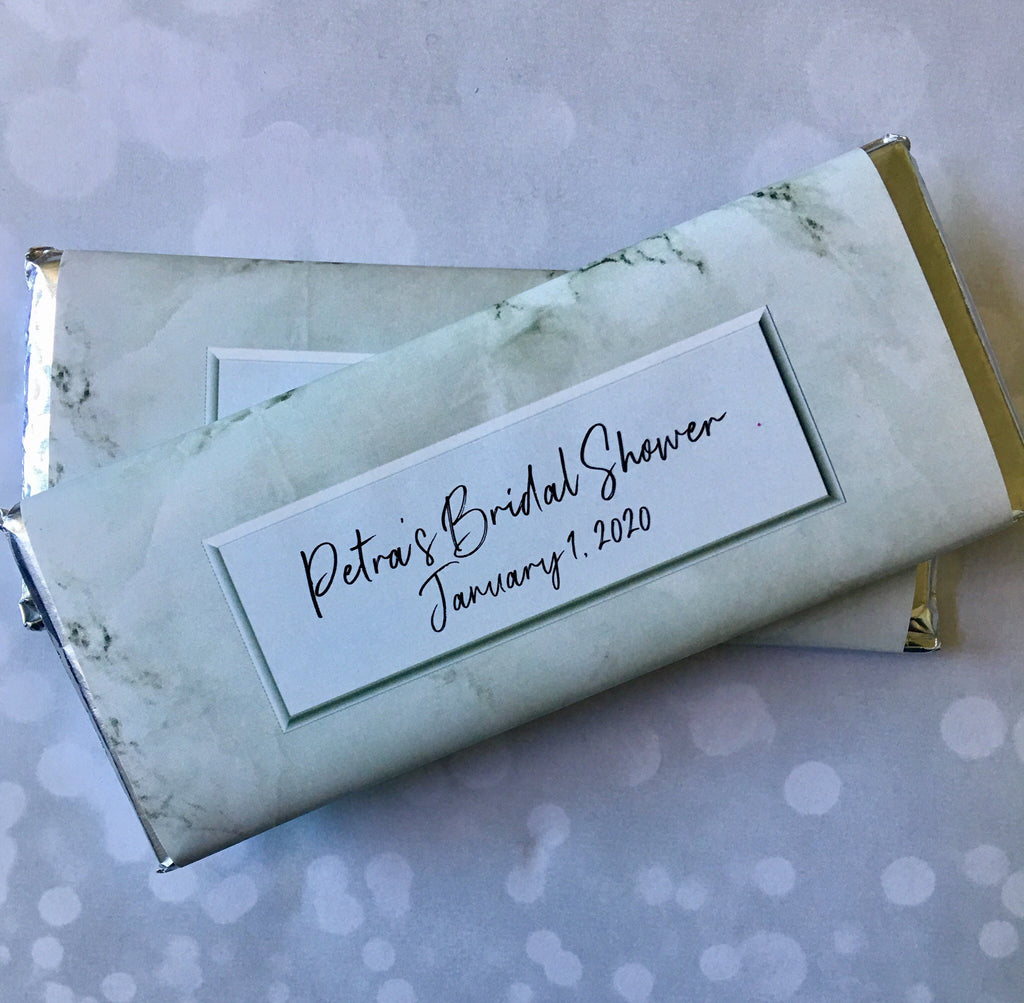 Petra's Bridal Shower
January 1, 2020